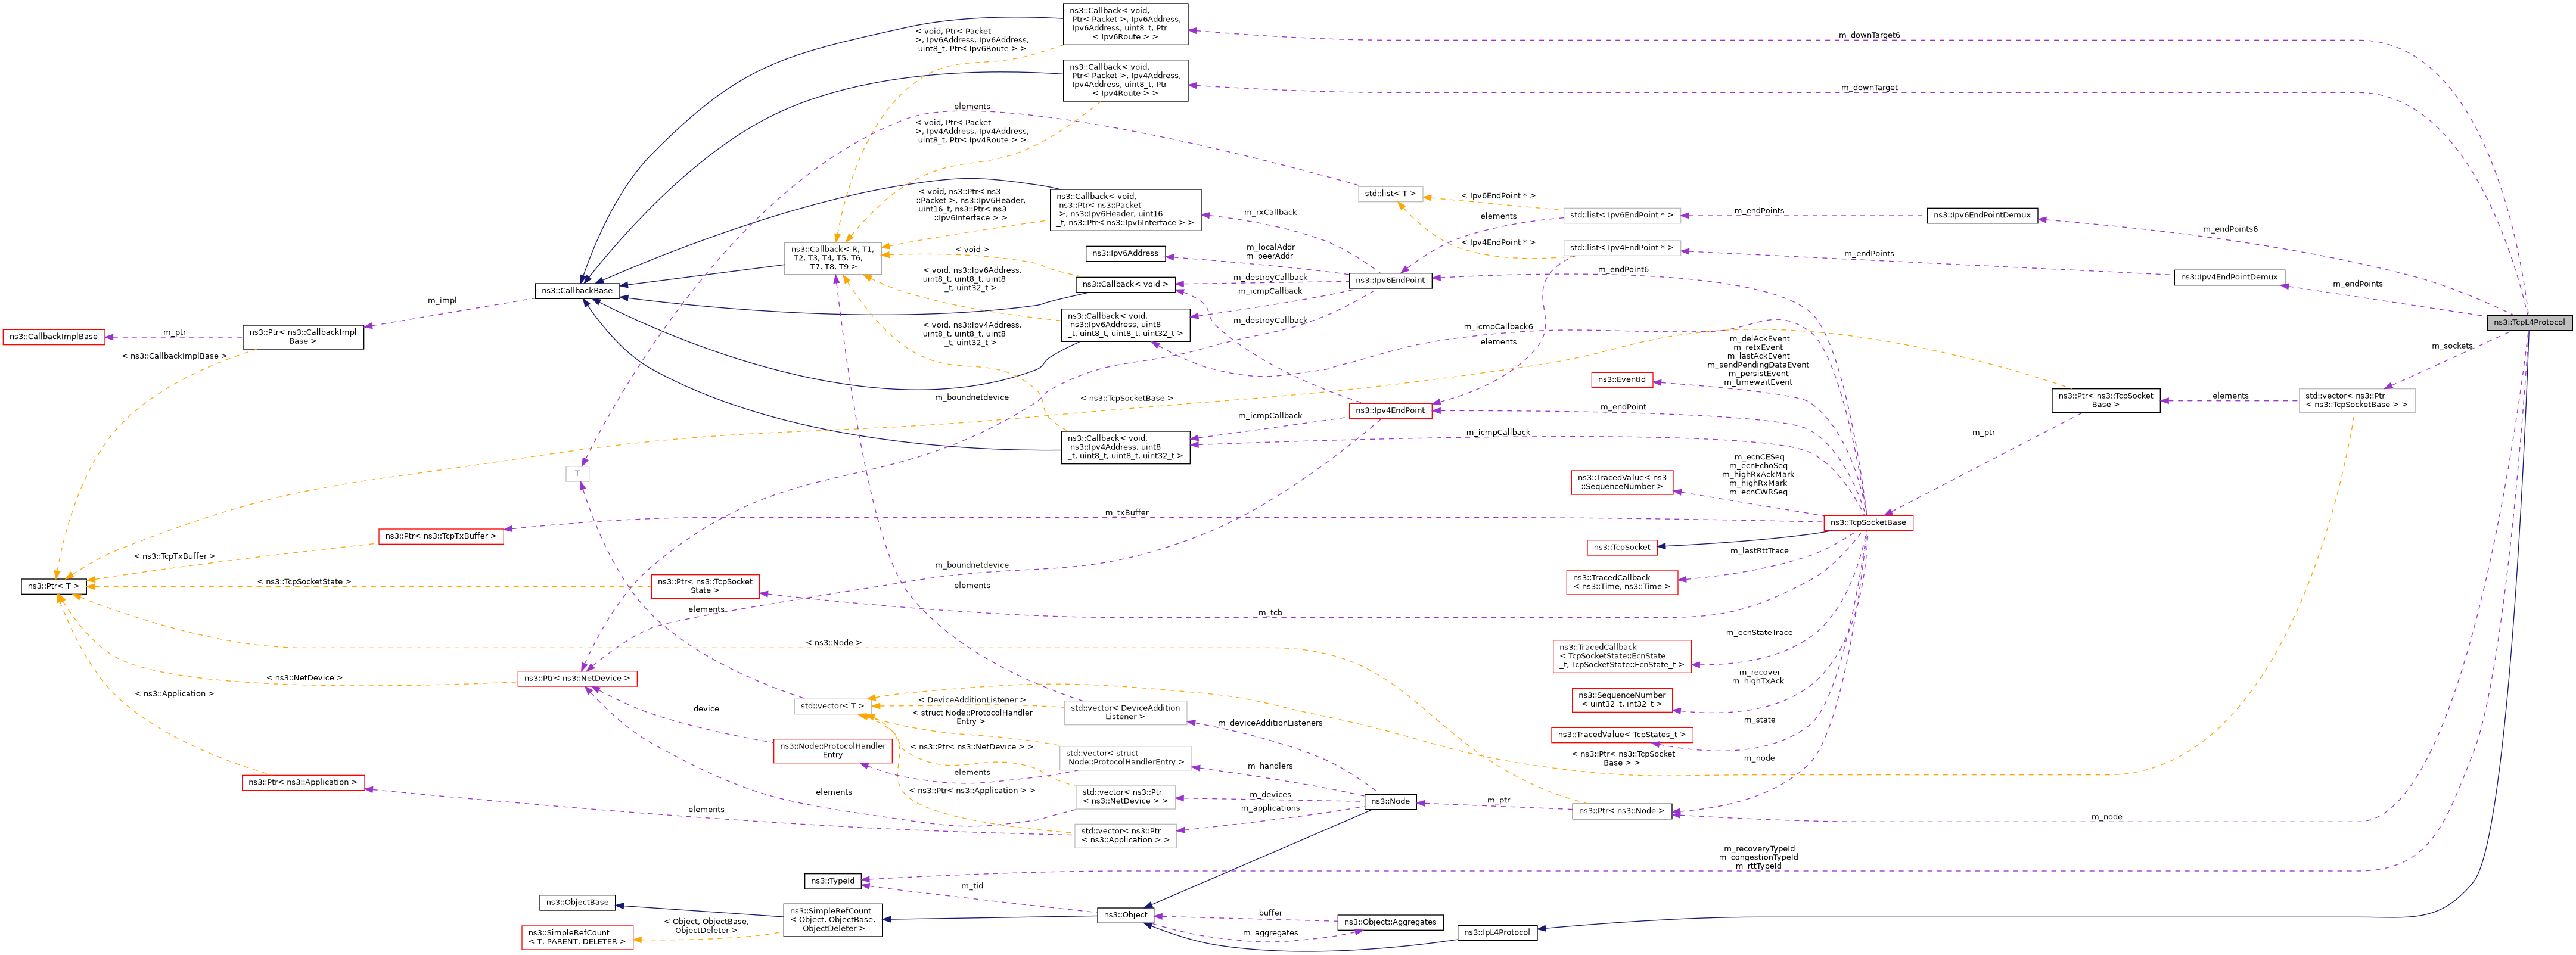 ns3::Callback< void,
Ptr< Packet >, Ipv6Address,
Ipv6Address, uint8_t, Ptr
< Ipv6Route > >
< void, Ptr< Packet
>, Ipv6Address, Ipv6Address,
uint8_t, Ptr< Ipv6Route > >
m_downTarget6
ns3::Callback< void,
Ptr< Packet >, Ipv4Address,
Ipv4Address, uint8_t, Ptr
< Ipv4Route > >
m_downTarget
elements
< void, Ptr< Packet
>, Ipv4Address, Ipv4Address,
uint8_t, Ptr< Ipv4Route > >
< void, ns3::Ptr< ns3
::Packet >, ns3::Ipv6Header,
uint16_t, ns3::Ptr< ns3
::Ipv6Interface > >
ns3::Callback< void,
ns3::Ptr< ns3::Packet
>, ns3::Ipv6Header, uint16
_t, ns3::Ptr< ns3::Ipv6Interface > >
m_rxCallback
std::list< T >
< Ipv6EndPoint * >
elements
std::list< Ipv6EndPoint * >
m_endPoints
ns3::Ipv6EndPointDemux
m_endPoints6
ns3::Callback< R, T1,
T2, T3, T4, T5, T6,
T7, T8, T9 >
< void >
ns3::Ipv6Address
m_localAddr
m_peerAddr
< Ipv4EndPoint * >
std::list< Ipv4EndPoint * >
m_endPoints
ns3::Ipv4EndPointDemux
m_endPoints
ns3::CallbackBase
< void, ns3::Ipv6Address,
uint8_t, uint8_t, uint8
_t, uint32_t >
ns3::Callback< void >
m_destroyCallback
m_icmpCallback
ns3::Ipv6EndPoint
m_endPoint6
m_impl
ns3::Callback< void,
ns3::Ipv6Address, uint8
_t, uint8_t, uint8_t, uint32_t >
m_destroyCallback
ns3::TcpL4Protocol
ns3::CallbackImplBase
m_ptr
ns3::Ptr< ns3::CallbackImpl
Base >
< ns3::CallbackImplBase >
< void, ns3::Ipv4Address,
uint8_t, uint8_t, uint8
_t, uint32_t >
m_icmpCallback6
elements
m_delAckEvent
m_retxEvent
m_lastAckEvent
m_sendPendingDataEvent
m_persistEvent
m_timewaitEvent
ns3::EventId
m_sockets
m_boundnetdevice
< ns3::TcpSocketBase >
ns3::Ipv4EndPoint
m_endPoint
ns3::Ptr< ns3::TcpSocket
Base >
elements
std::vector< ns3::Ptr
< ns3::TcpSocketBase > >
m_icmpCallback
ns3::Callback< void,
ns3::Ipv4Address, uint8
_t, uint8_t, uint8_t, uint32_t >
m_icmpCallback
m_ptr
T
ns3::TracedValue< ns3
::SequenceNumber >
m_ecnCESeq
m_ecnEchoSeq
m_highRxAckMark
m_highRxMark
m_ecnCWRSeq
m_txBuffer
ns3::TcpSocketBase
ns3::Ptr< ns3::TcpTxBuffer >
< ns3::TcpTxBuffer >
ns3::TcpSocket
m_lastRttTrace
m_boundnetdevice
elements
ns3::Ptr< T >
< ns3::TcpSocketState >
ns3::Ptr< ns3::TcpSocket
State >
ns3::TracedCallback
< ns3::Time, ns3::Time >
elements
m_tcb
< ns3::Node >
m_ecnStateTrace
ns3::TracedCallback
< TcpSocketState::EcnState
_t, TcpSocketState::EcnState_t >
< ns3::NetDevice >
ns3::Ptr< ns3::NetDevice >
m_recover
m_highTxAck
ns3::SequenceNumber
< uint32_t, int32_t >
< ns3::Application >
device
std::vector< T >
< DeviceAdditionListener >
std::vector< DeviceAddition
Listener >
< struct Node::ProtocolHandler
Entry >
m_deviceAdditionListeners
m_state
ns3::TracedValue< TcpStates_t >
ns3::Node::ProtocolHandler
Entry
< ns3::Ptr< ns3::NetDevice > >
std::vector< struct
Node::ProtocolHandlerEntry >
elements
m_handlers
< ns3::Ptr< ns3::TcpSocket
Base > >
m_node
ns3::Ptr< ns3::Application >
elements
< ns3::Ptr< ns3::Application > >
std::vector< ns3::Ptr
< ns3::NetDevice > >
m_devices
m_applications
ns3::Node
m_ptr
ns3::Ptr< ns3::Node >
m_node
elements
std::vector< ns3::Ptr
< ns3::Application > >
m_recoveryTypeId
m_congestionTypeId
m_rttTypeId
ns3::TypeId
m_tid
ns3::ObjectBase
ns3::SimpleRefCount
< Object, ObjectBase,
ObjectDeleter >
< Object, ObjectBase,
ObjectDeleter >
ns3::Object
buffer
ns3::Object::Aggregates
m_aggregates
ns3::SimpleRefCount
< T, PARENT, DELETER >
ns3::IpL4Protocol